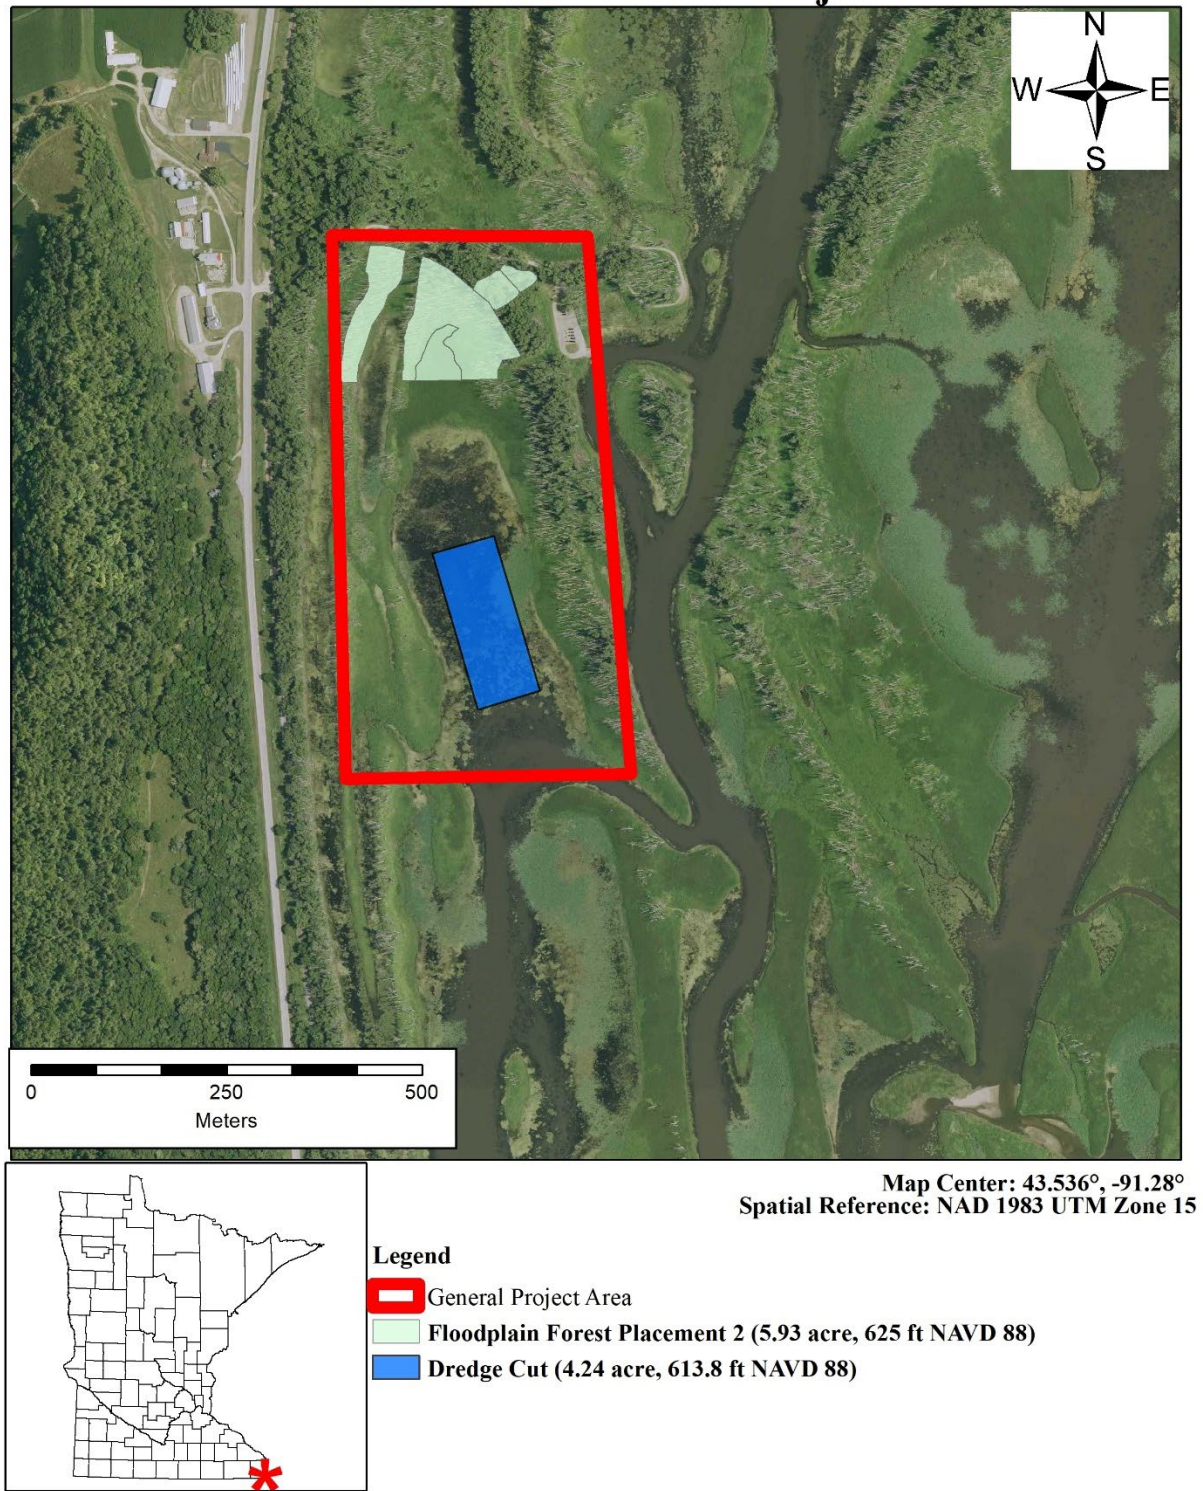 N
W E
S
0 250 500
Meters
Map Center: 43.536°, -91.28°
Spatial Reference: NAD 1983 UTM Zone 15
Legend
General Project Area
Floodplain Forest Placement 2 (5.93 acre, 625 ft NAVD 88)
Dredge Cut (4.24 acre, 613.8 ft NAVD 88)